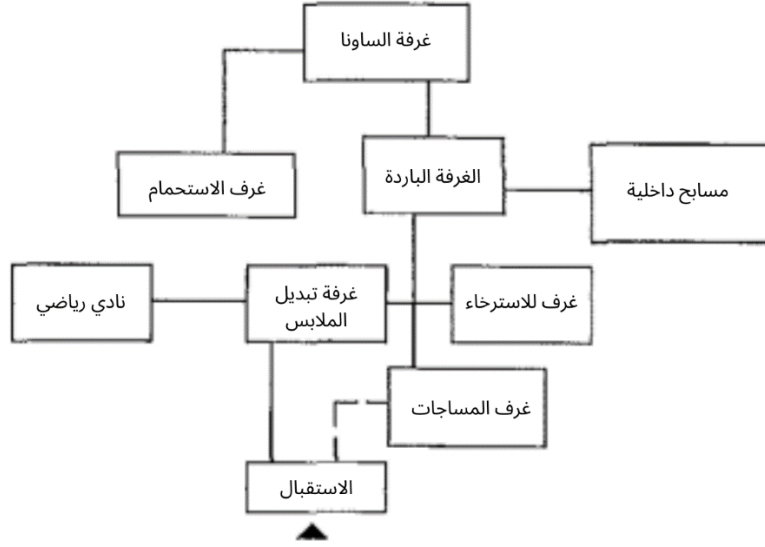 غرفة الساونا
الغرفة الباردة
مسابح داخلية
غرف الاستحمام
غرف للاسترخاء
غرفة تبديل
الملابس
نادي رياضي
غرف المساجات
الاستقبال